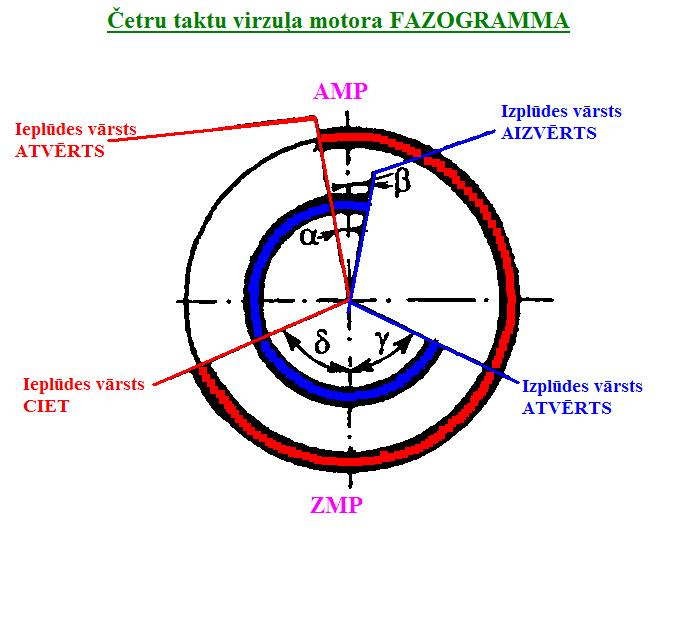 Četru taktu virzuļa motora FAZOGRAMMA
AMP
Ieplūdes vārsts
ATVĒRTS
Izplūdes vārsts
AIZVĒRTS
β
α
δ
γ
Ieplūdes vārsts
CIET
Izplūdes vārsts
ATVĒRTS
ZMP